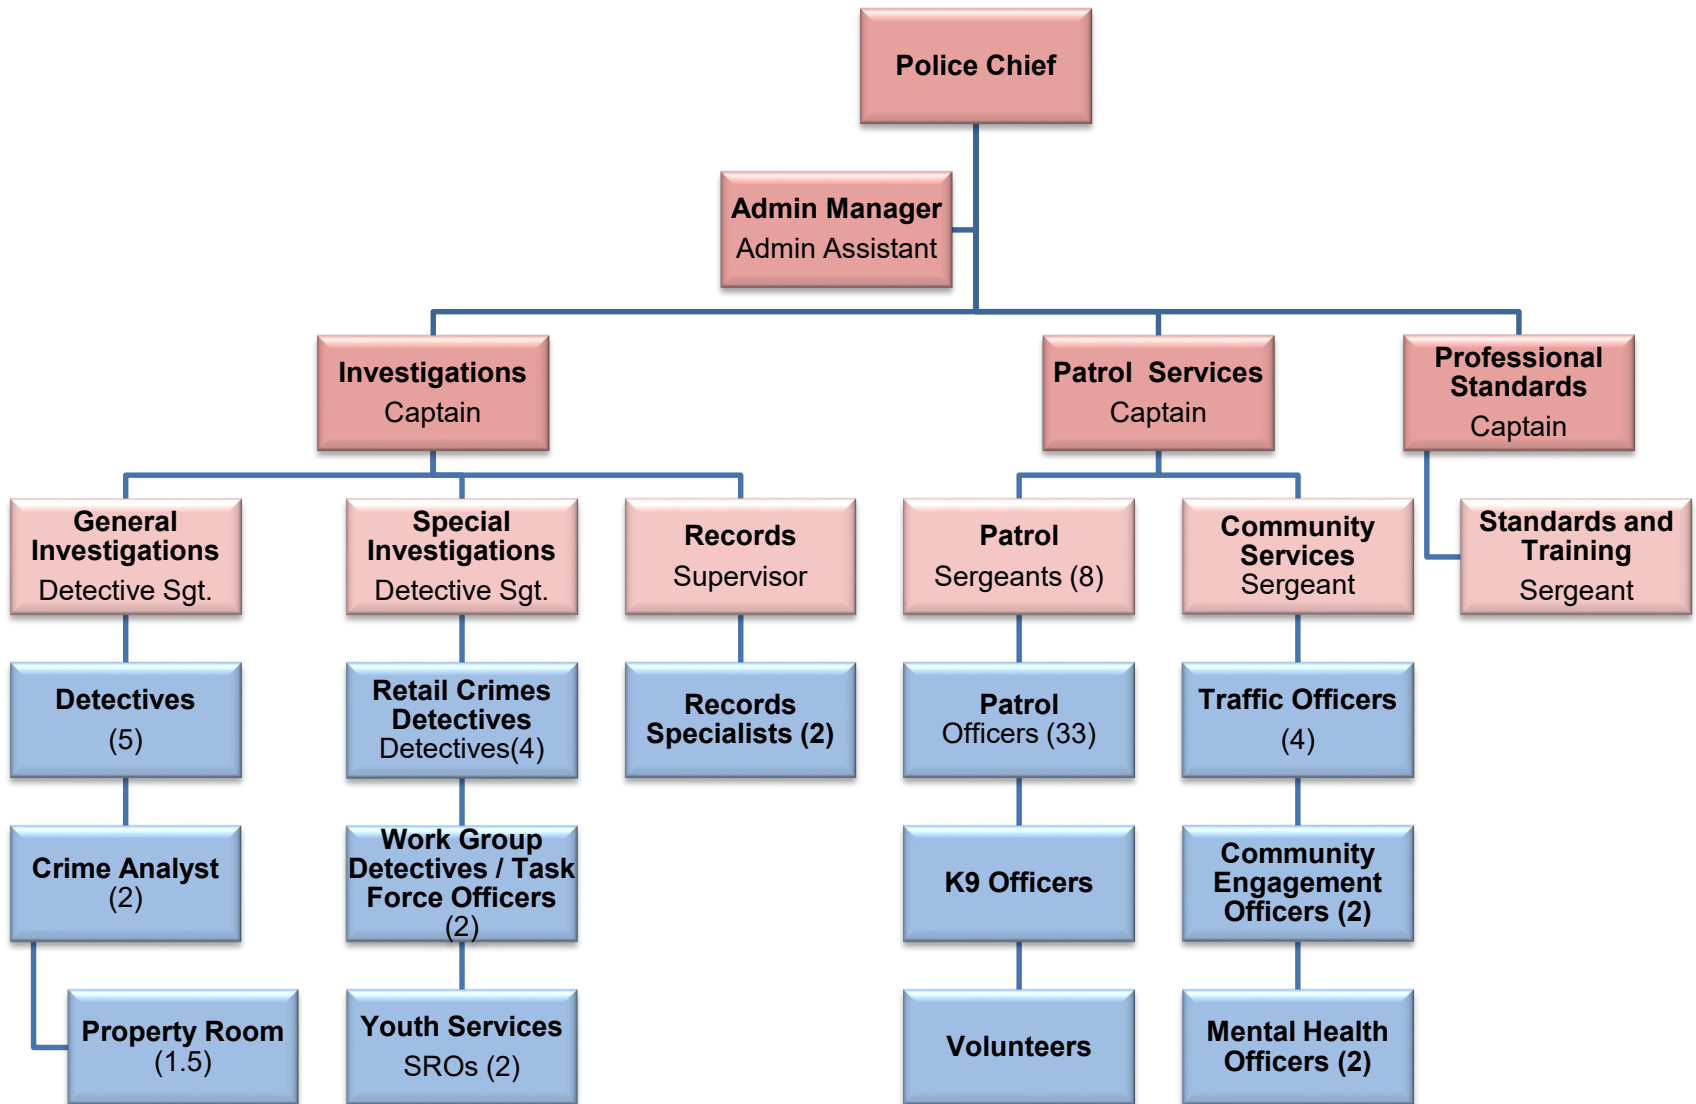 Police Chief
Admin Manager
Admin Assistant
Investigations
Captain
Patrol  Services
Captain
Professional
Standards
Captain
General
Investigations
Detective Sgt.
Special
Investigations
Detective Sgt.
Records
Supervisor
Patrol
Sergeants (8)
Community
Services
Sergeant
Standards and
Training
Sergeant
Detectives
(5)
Retail Crimes
Detectives
Detectives(4)
Records
Specialists (2)
Patrol
Officers (33)
Traffic Officers
(4)
Crime Analyst
(2)
Work Group
Detectives / Task
Force Officers
(2)
K9 Officers
Community
Engagement
Officers (2)
Property Room
(1.5)
Youth Services
SROs (2)
Volunteers
Mental Health
Officers (2)